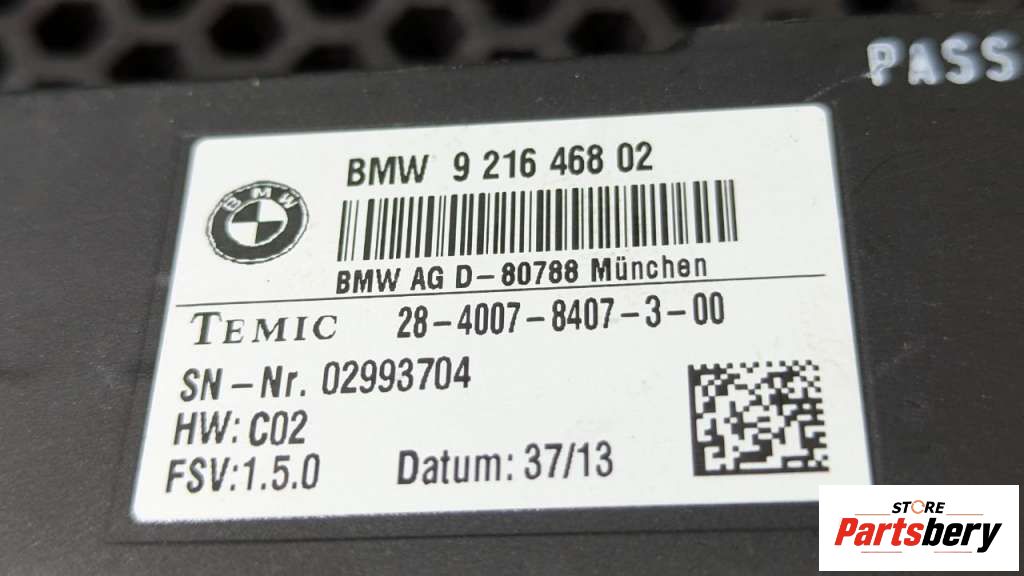 PASS
BMW 9 216 468 02
BMW
BMW AG D-80788 München
TEMIC 28-4007-8407-3-00
SN-Nr. 02993704
HW: C02
FSV:1.5.0 Datum: 37/13
STORE
Partsbery